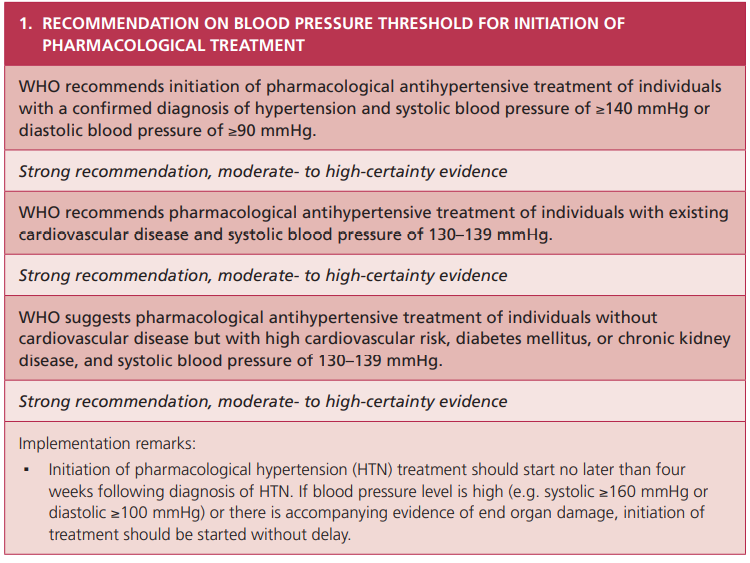 1. RECOMMENDATION ON BLOOD PRESSURE THRESHOLD FOR INITIATION OF
PHARMACOLOGICAL TREATMENT
WHO recommends initiation of pharmacological antihypertensive treatment of individuals
with a confirmed diagnosis of hypertension and systolic blood pressure of ≥140 mmHg or
diastolic blood pressure of ≥90 mmHg.
Strong recommendation, moderate- to high-certainty evidence
WHO recommends pharmacological antihypertensive treatment of individuals with existing
cardiovascular disease and systolic blood pressure of 130–139 mmHg.
Strong recommendation, moderate- to high-certainty evidence
WHO suggests pharmacological antihypertensive treatment of individuals without
cardiovascular disease but with high cardiovascular risk, diabetes mellitus, or chronic kidney
disease, and systolic blood pressure of 130–139 mmHg.
Strong recommendation, moderate- to high-certainty evidence
Implementation remarks:
▪ Initiation of pharmacological hypertension (HTN) treatment should start no later than four
weeks following diagnosis of HTN. If blood pressure level is high (e.g. systolic ≥160 mmHg or
diastolic ≥100 mmHg) or there is accompanying evidence of end organ damage, initiation of
treatment should be started without delay.